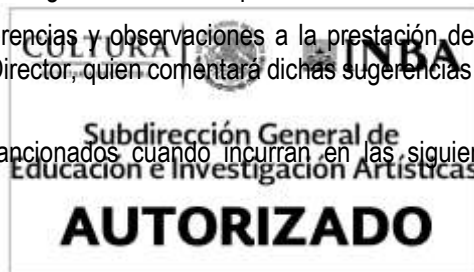 erencias y observaciones a la prestación de
CULTURA INBA
Director, quien comentará dichas sugerencias
Subdirección General de
ancionados cuando incurran en las siguien
Educación e Investigación Artísticas
AUTORIZADO